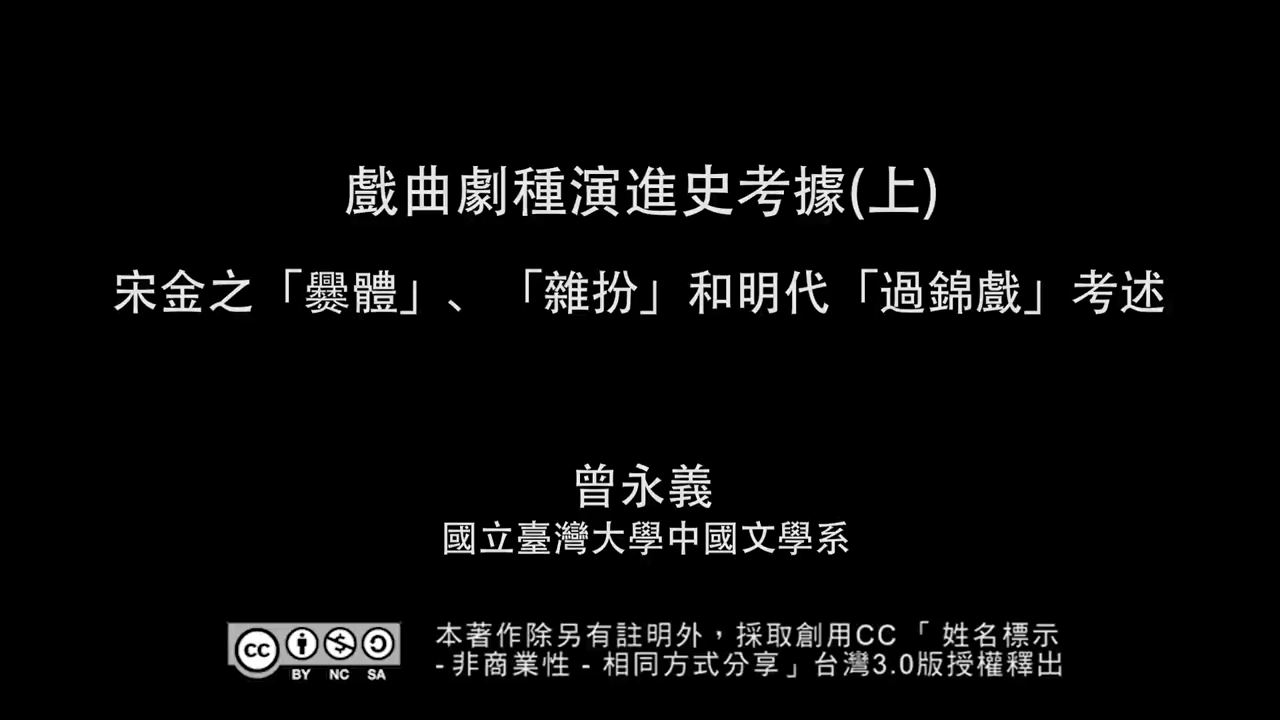 戲曲劇種演進史考據(上)
宋金之「爨體」、「雜扮」和明代「過錦戲」考述
曾永義
國立臺灣大學中國文學系
cc BY NC SA
本著作除另有註明外，採取創用CC「 姓名標示
- 非商業性 - 相同方式分享」台灣3.0版授權釋出